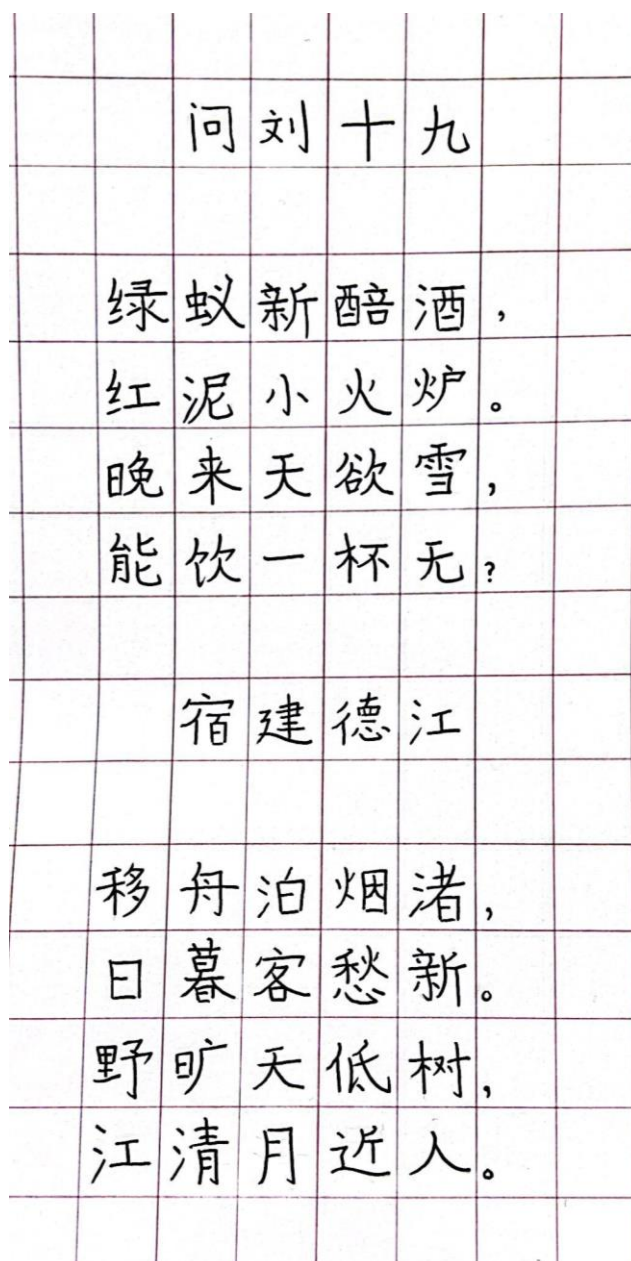 问刘十九
绿蚁新醅酒，
红泥小火炉。
晚来天欲雪，
能饮一杯无？
宿建德江
移舟泊烟渚，
日暮客愁新。
野旷天低树，
江清月近人。